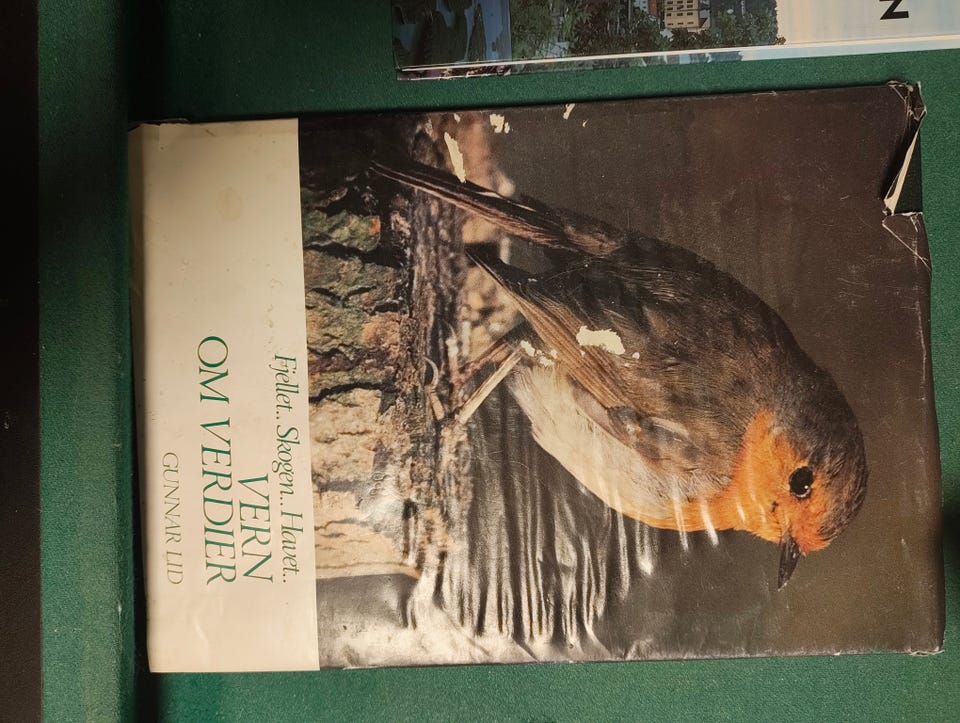 Fjellet.. Skogen.. Havet..
VERN
OM VERDIER
GUNNAR LID
N